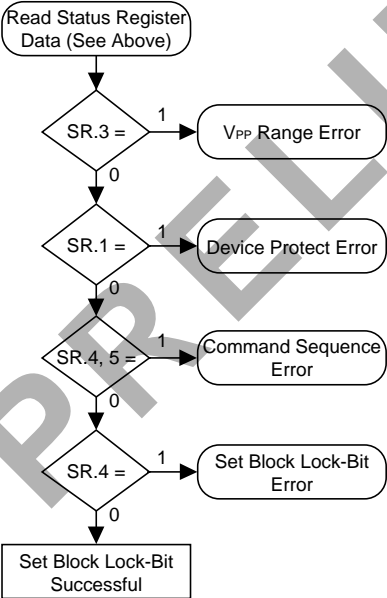 Read Status Register
Data (See Above)
SR.3 =
1
VPP Range Error
0
SR.1 =
1
Device Protect Error
0
SR.4, 5 =
1
Command Sequence
Error
0
SR.4 =
1
Set Block Lock-Bit
Error
0
Set Block Lock-Bit
Successful
PREL